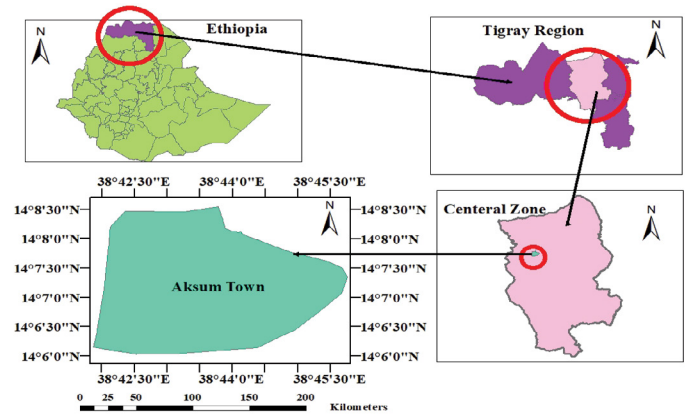 Ethiopia
N
Tigray Region
N
38°42'30"E 38°44'0"E 38°45'30"E
14°8'30"N
14°8'0"N
14°7'30"N
14°7'0"N
14°6'30"N
14°6'0"N
N
Aksum Town
14°8'30"N
14°8'0"N
14°7'30"N
14°7'0"N
14°6'30"N
14°6'0"N
38°42'30"E 38°44'0"E 38°45'30"E
Centeral Zone
N
0 25 50 100 150 200
Kilometers